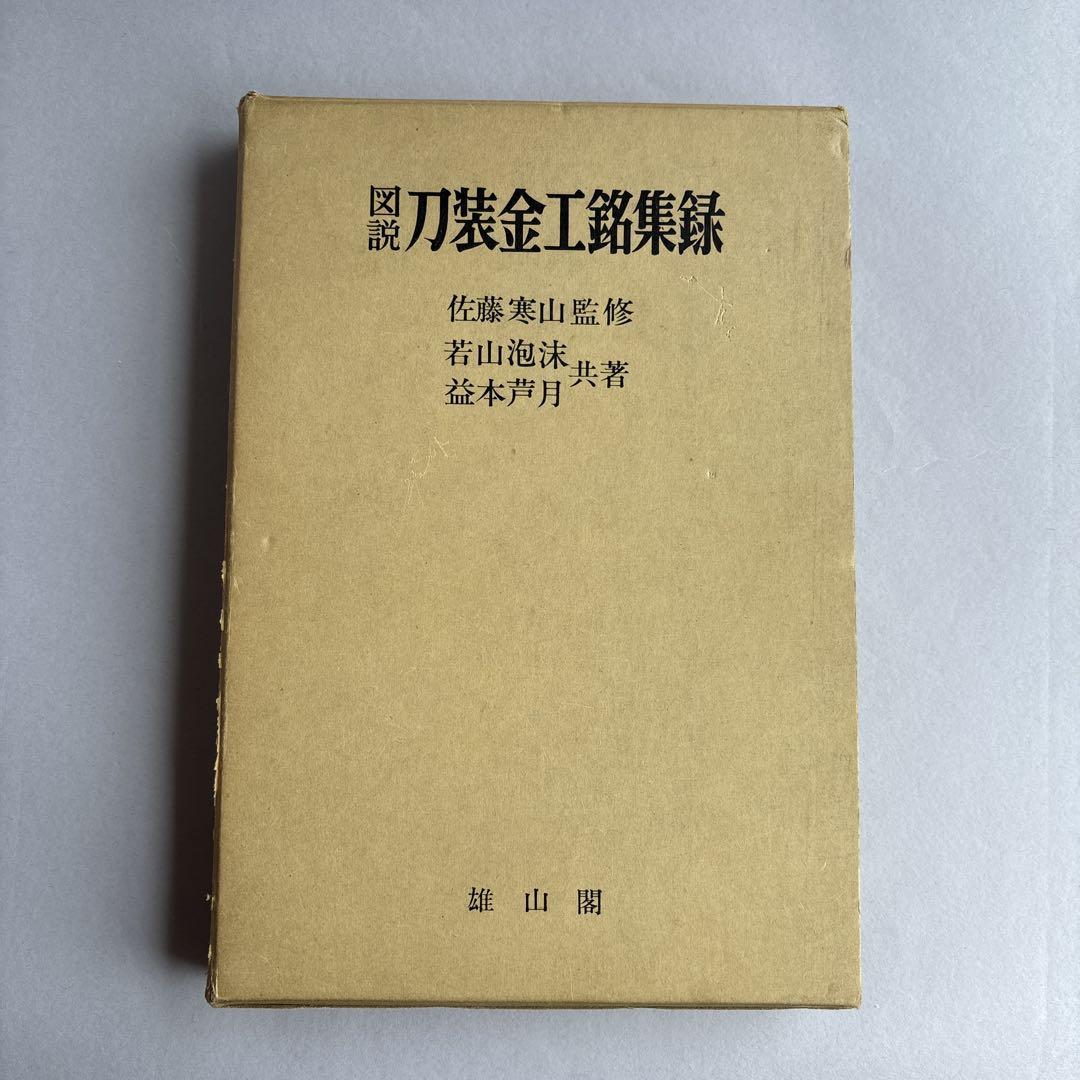 図説 刀装金工銘集録
佐藤寒山監修
若山泡沫
益本芦月 共著
雄山閣